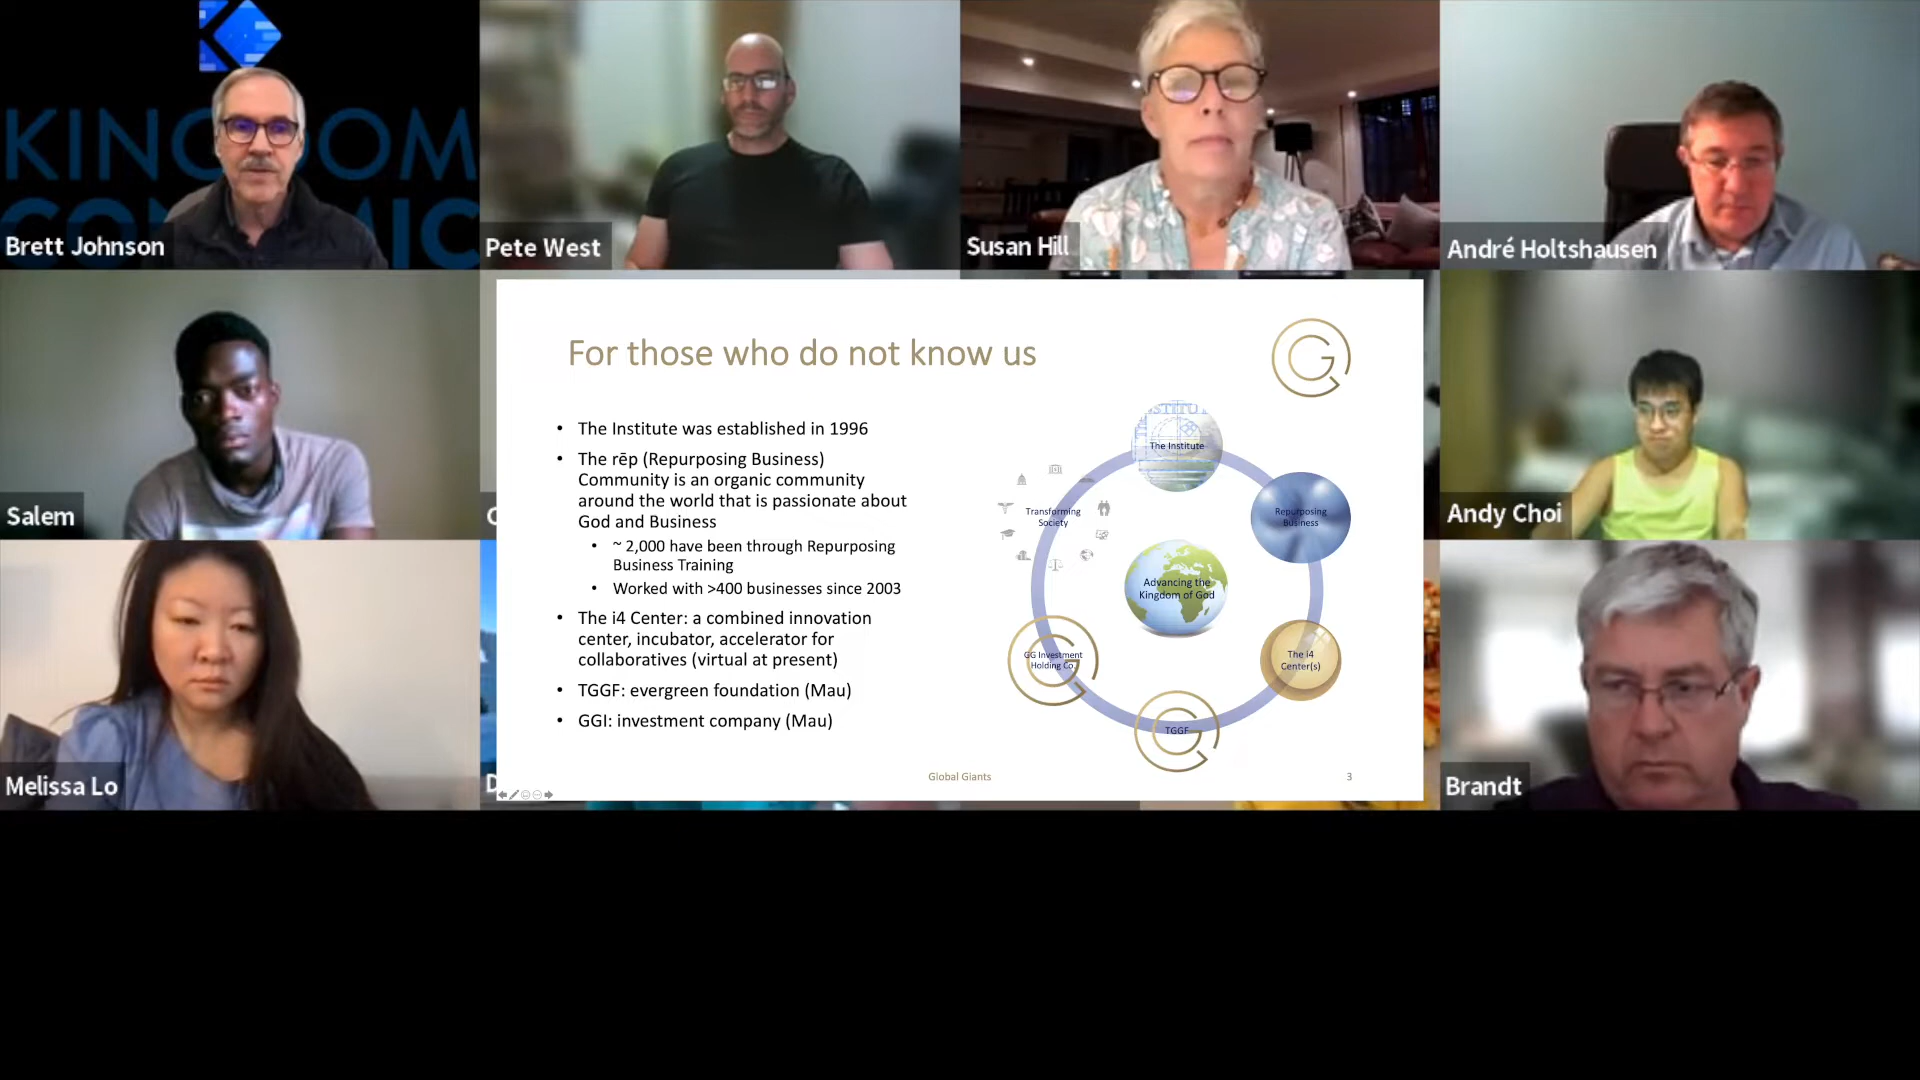 KINGDOM
Brett Johnson
Pete West
Susan Hill
André Holtshausen
Salem
Andy Choi
Melissa Lo
Brandt
For those who do not know us
• The Institute was established in 1996
• The rēp (Repurposing Business)
Community is an organic community
around the world that is passionate about
God and Business
• ~ 2,000 have been through Repurposing
Business Training
• Worked with >400 businesses since 2003
• The i4 Center: a combined innovation
center, incubator, accelerator for
collaboratives (virtual at present)
• TGGF: evergreen foundation (Mau)
• GGI: investment company (Mau)
The Institute
Repurposing
Business
Transforming
Society
Advancing the
Kingdom of God
GG Investment
Holding Co.
The i4
Center(s)
TGGF
Global Giants
3